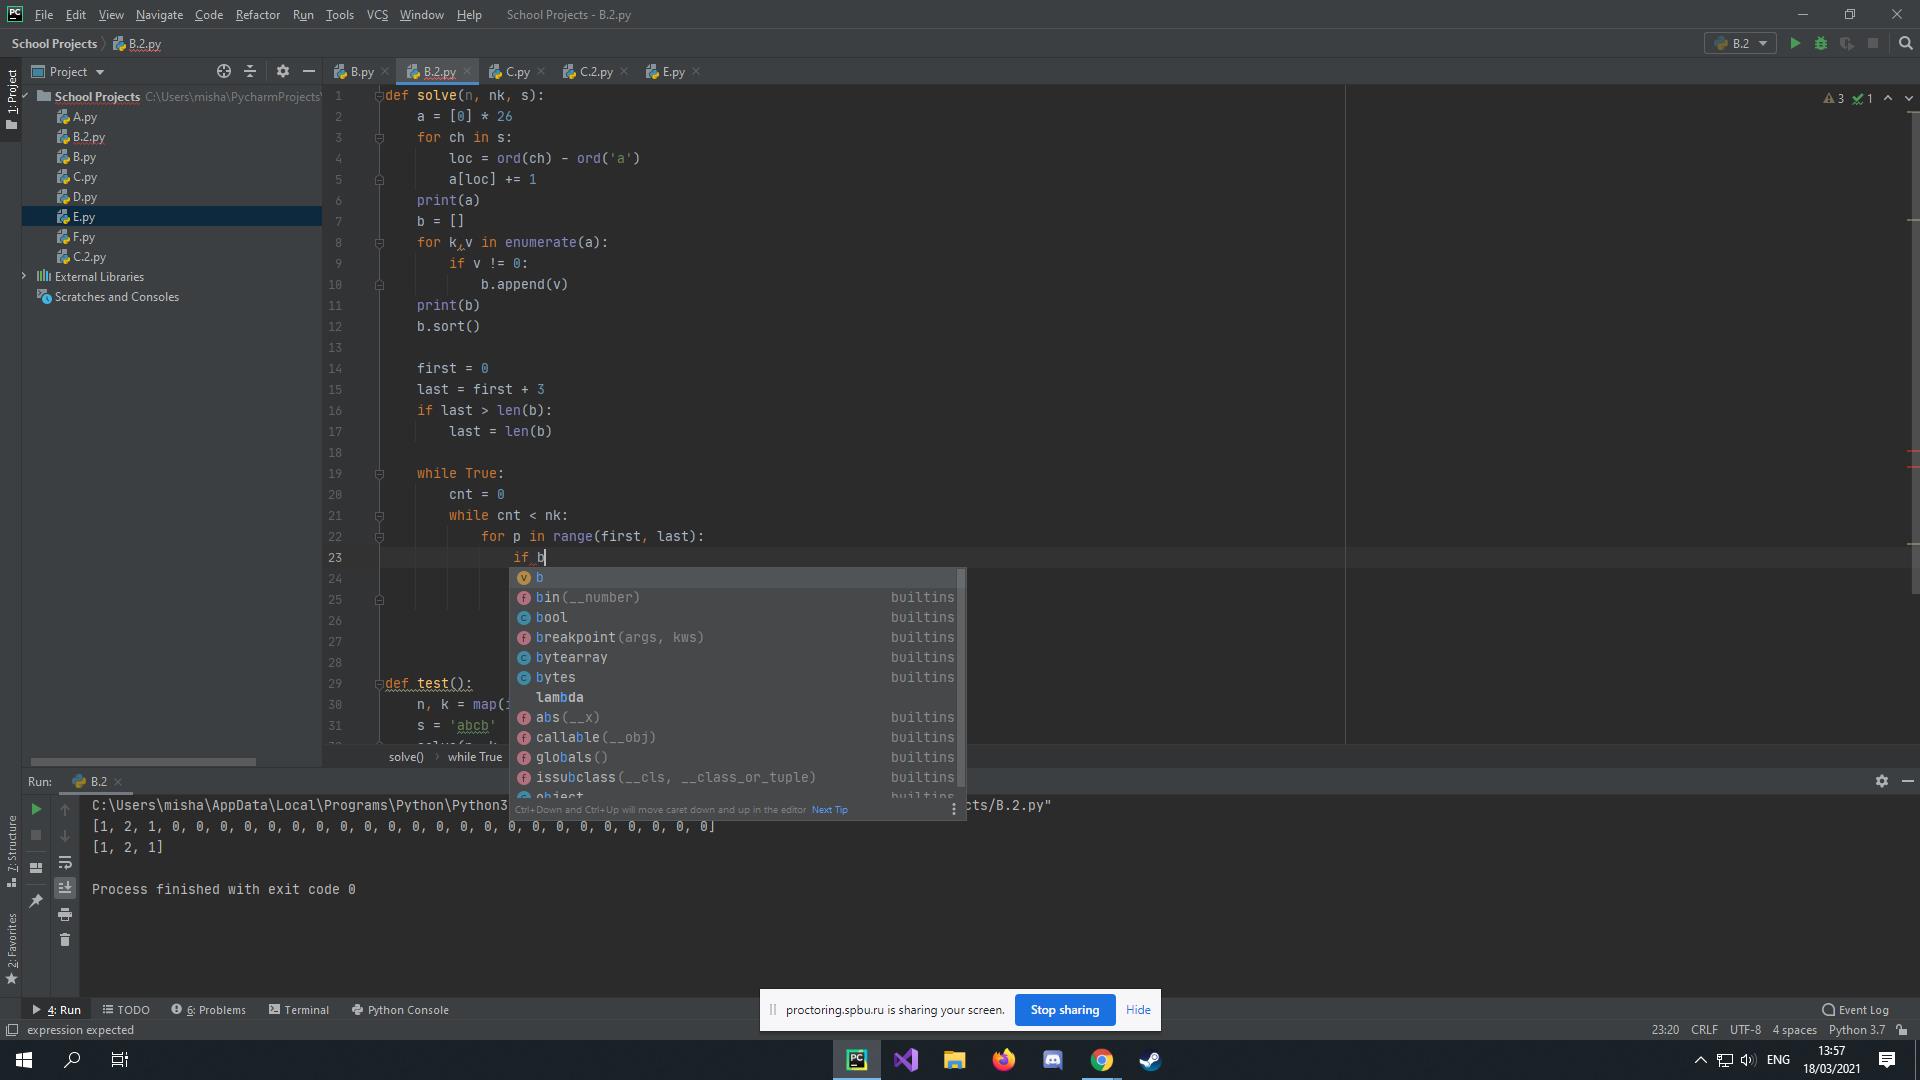 File Edit View Navigate Code Refactor Run Tools VCS Window Help School Projects - B.2.py
School Projects B.2.py B.2
Project B.py B.2.py C.py C.2.py E.py
1: Project
School Projects C:\Users\misha\PycharmProjects\
A.py
B.2.py
B.py
C.py
D.py
E.py
F.py
C.2.py
External Libraries
Scratches and Consoles
3 1
1 def solve(n, nk, s):
2 a = [0] * 26
3 for ch in s:
4 loc = ord(ch) - ord('a')
5 a[loc] += 1
6 print(a)
7 b = []
8 for k,v in enumerate(a):
9 if v != 0:
10 b.append(v)
11 print(b)
12 b.sort()
13
14 first = 0
15 last = first + 3
16 if last > len(b):
17 last = len(b)
18
19 while True:
20 cnt = 0
21 while cnt < nk:
22 for p in range(first, last):
23 if b
24
25
26
27
28
29 def test():
30 n, k = map(i
31 s = 'abcb'
b
bin(__number) builtins
bool builtins
breakpoint(args, kws) builtins
bytearray builtins
bytes builtins
lambda
abs(__x) builtins
callable(__obj) builtins
globals() builtins
issubclass(__cls, __class_or_tuple) builtins
object builtins
Ctrl+Down and Ctrl+Up will move caret down and up in the editor Next Tip
solve() while True
Run: B.2
C:\Users\misha\AppData\Local\Programs\Python\Python3 cts/B.2.py"
[1, 2, 1, 0, 0, 0, 0, 0, 0, 0, 0, 0, 0, 0, 0, 0, 0, 0, 0, 0, 0, 0, 0, 0, 0, 0]
[1, 2, 1]
Process finished with exit code 0
7: Structure
2: Favorites
proctoring.spbu.ru is sharing your screen. Stop sharing Hide
4: Run TODO 6: Problems Terminal Python Console Event Log
expression expected 23:20 CRLF UTF-8 4 spaces Python 3.7
PC ENG 13:57
18/03/2021